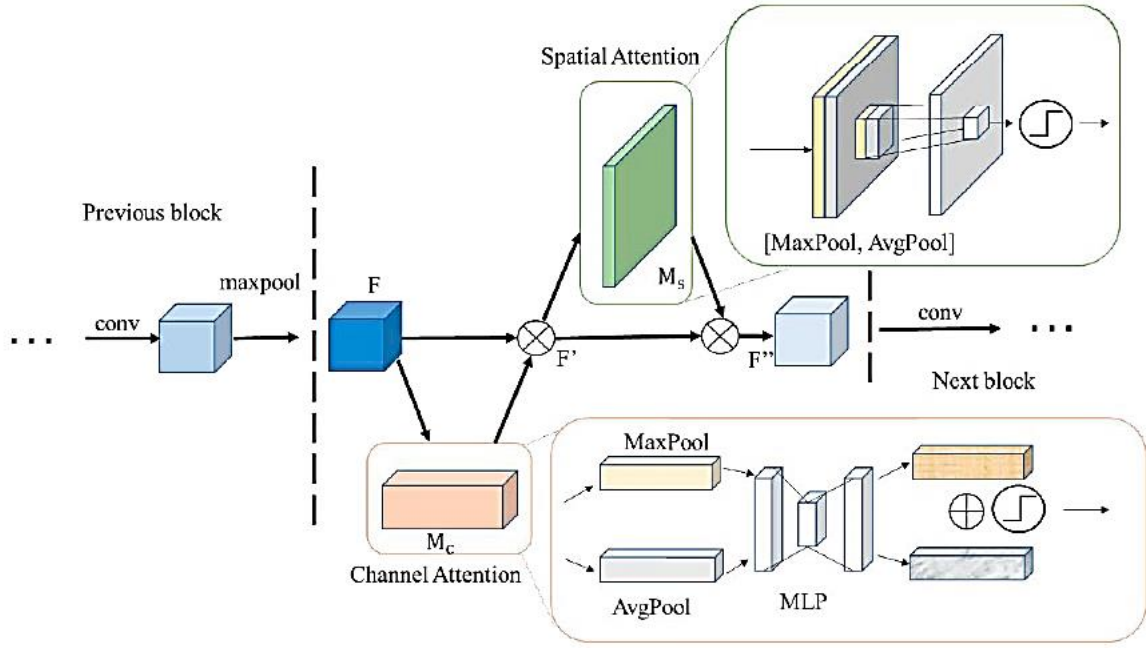 Spatial Attention
[MaxPool, AvgPool]
Previous block
maxpool
F
M_s
. . .
conv
F'
F''
conv
. . .
Next block
MaxPool
M_c
Channel Attention
AvgPool
MLP